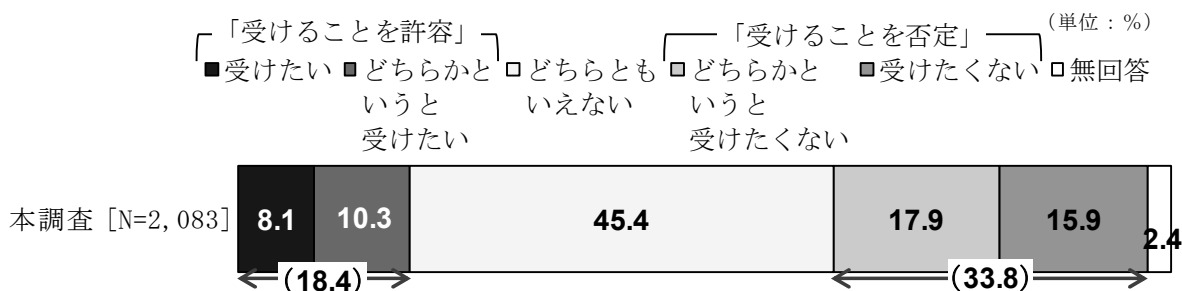 (単位:%)
「受けることを許容」 「受けることを否定」
■受けたい ■どちらかと □どちらとも ■どちらかと ■受けたくない □無回答
いうと いえない いうと
受けたい 受けたくない
本調査 [N=2,083] 8.1 10.3 45.4 17.9 15.9 2.4
(18.4) (33.8)